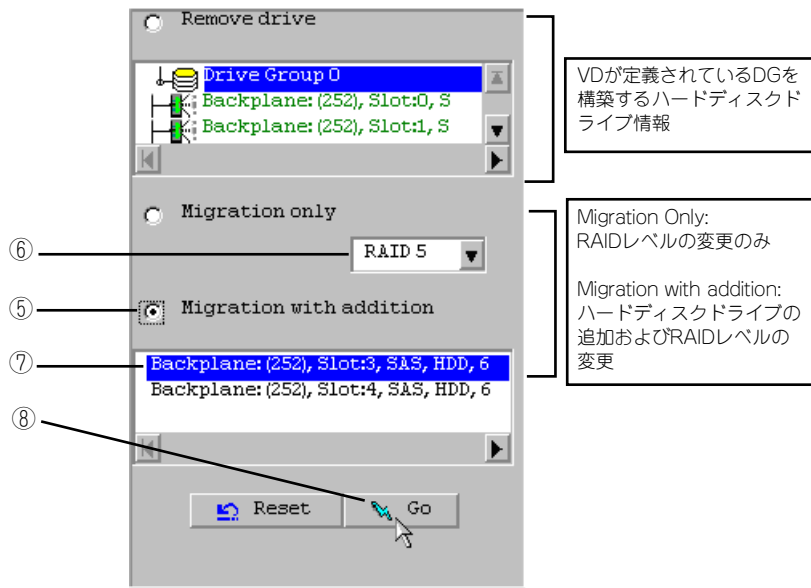 Remove drive
Drive Group 0
Backplane: (252), Slot:0, S
Backplane: (252), Slot:1, S
VDが定義されているDGを
構築するハードディスクド
ライブ情報
Migration only
⑥
RAID 5
⑤
Migration with addition
Migration Only:
RAIDレベルの変更のみ
Migration with addition:
ハードディスクドライブの
追加およびRAIDレベルの
変更
⑦
Backplane: (252), Slot:3, SAS, HDD, 6
Backplane: (252), Slot:4, SAS, HDD, 6
⑧
Reset
Go